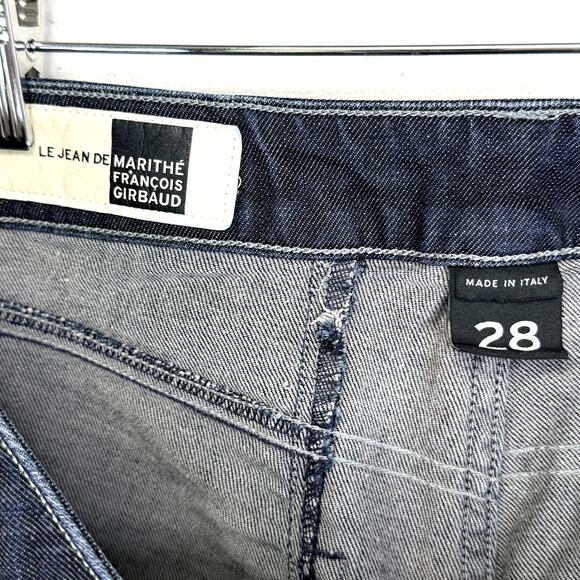 LE JEAN DE MARITHÉ
+
FRANÇOIS
GIRBAUD
MADE IN ITALY
28